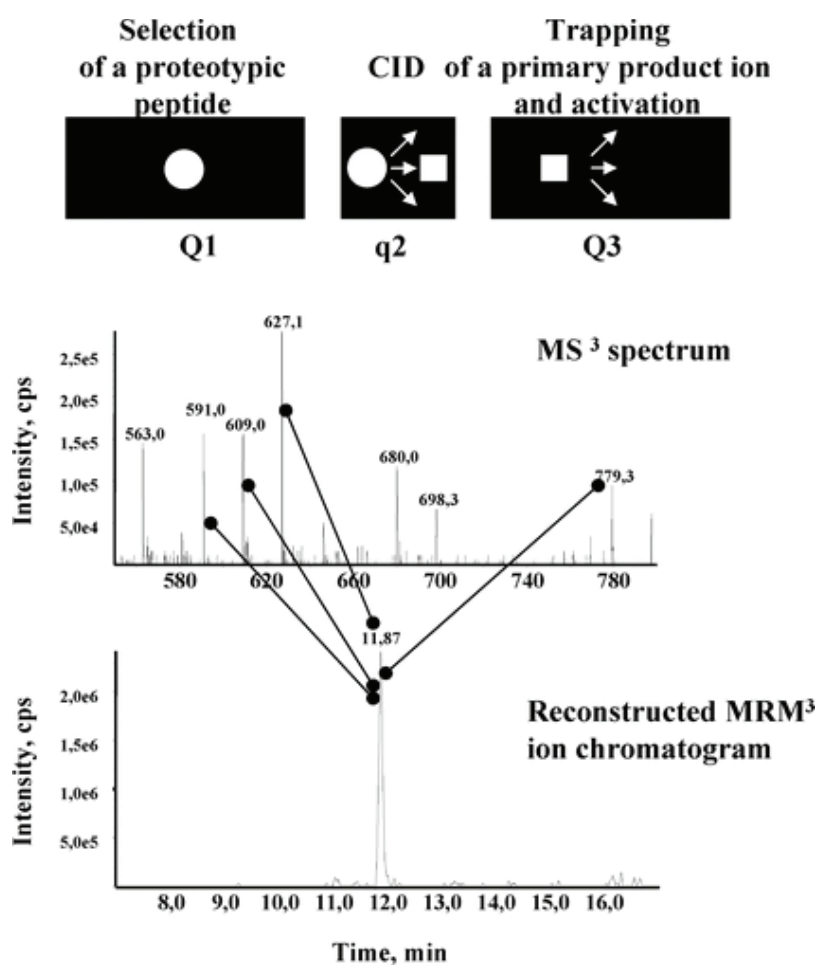 Selection
of a proteotypic
peptide
CID
Trapping
of a primary product ion
and activation
Q1
q2
Q3
MS ³ spectrum
Intensity, cps
2,5e5
2,0e5
1,5e5
1,0e5
5,0e4
563,0
591,0
609,0
627,1
680,0
698,3
779,3
580
620
660
700
740
780
11,87
Reconstructed MRM³
ion chromatogram
Intensity, cps
2,0e6
1,5e6
1,0e6
5,0e5
8,0
9,0
10,0
11,0
12,0
13,0
14,0
15,0
16,0
Time, min